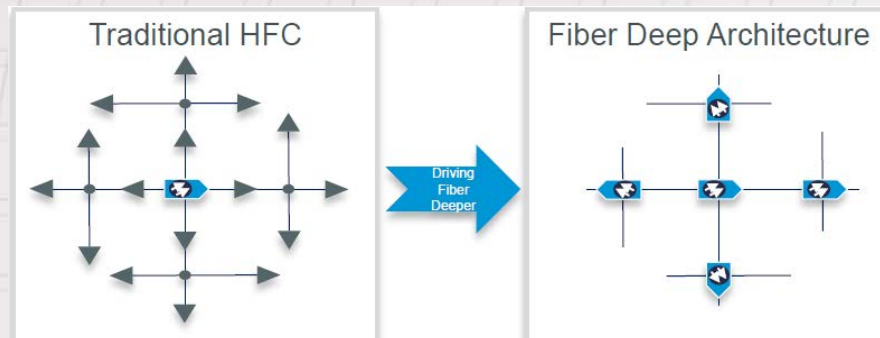 Traditional HFC
Driving
Fiber
Deeper
Fiber Deep Architecture